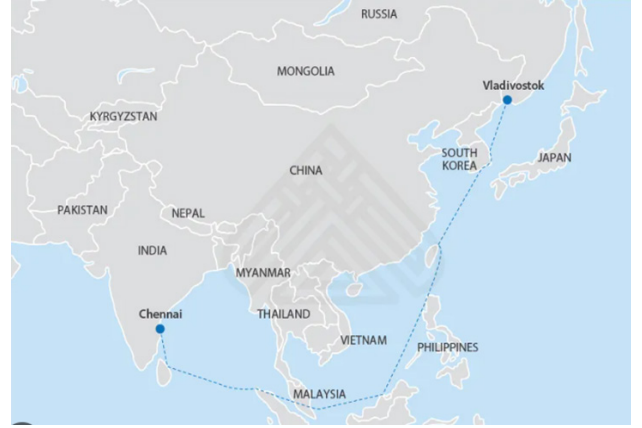 RUSSIA
MONGOLIA
Vladivostok
KYRGYZSTAN
SOUTH
KOREA
JAPAN
CHINA
PAKISTAN
NEPAL
INDIA
MYANMAR
Chennai
THAILAND
VIETNAM
PHILIPPINES
MALAYSIA